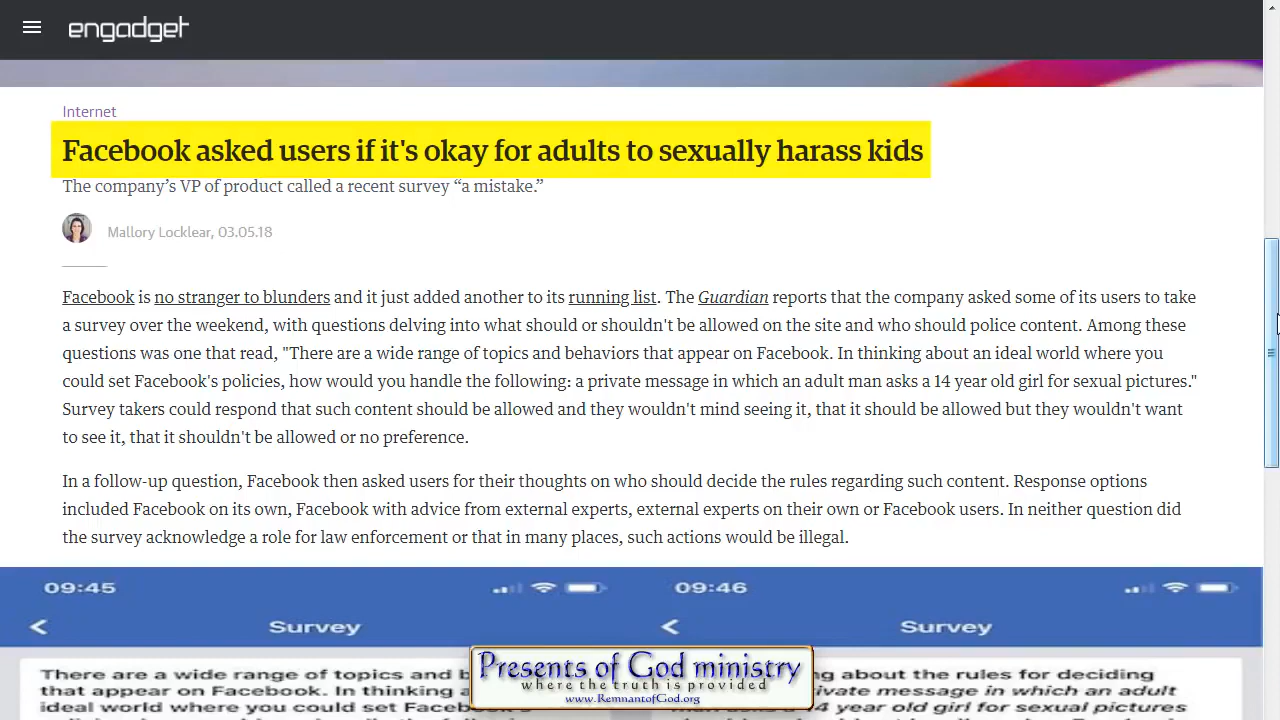 engadget
Internet
Facebook asked users if it's okay for adults to sexually harass kids
The company’s VP of product called a recent survey “a mistake.”
Mallory Locklear, 03.05.18
Facebook is no stranger to blunders and it just added another to its running list. The Guardian reports that the company asked some of its users to take
a survey over the weekend, with questions delving into what should or shouldn't be allowed on the site and who should police content. Among these
questions was one that read, "There are a wide range of topics and behaviors that appear on Facebook. In thinking about an ideal world where you
could set Facebook's policies, how would you handle the following: a private message in which an adult man asks a 14 year old girl for sexual pictures."
Survey takers could respond that such content should be allowed and they wouldn't mind seeing it, that it should be allowed but they wouldn't want
to see it, that it shouldn't be allowed or no preference.
In a follow-up question, Facebook then asked users for their thoughts on who should decide the rules regarding such content. Response options
included Facebook on its own, Facebook with advice from external experts, external experts on their own or Facebook users. In neither question did
the survey acknowledge a role for law enforcement or that in many places, such actions would be illegal.
09:45
09:46
Survey
Survey
There are a wide range of topics and
that appear on Facebook. In thinking
ideal world where you could set
about the rules for deciding
message in which an adult
year old girl for sexual pictures
Presents of God ministry
where the truth is provided
www.RemnantofGod.org